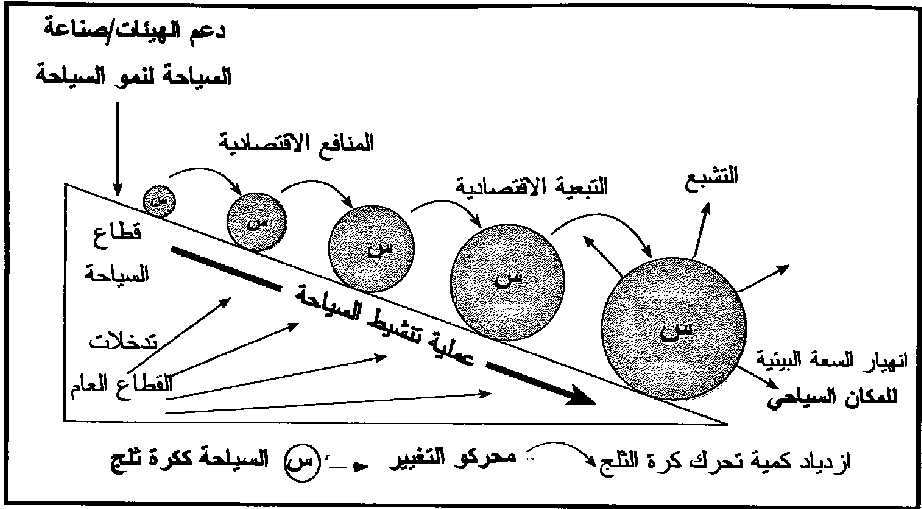 دعم الهيئات/صناعة
السياحة لنمو السياحة
المنافع الاقتصادية
التبعية الاقتصادية
التشبع
س
س
س
س
س
قطاع
السياحة
عملية تنشيط السياحة
تدخلات
القطاع العام
انهيار السعة البيئية
للمكان السياحي
ازدياد كمية تحرك كرة الثلج
محركو التغيير
س
السياحة ككرة ثلج